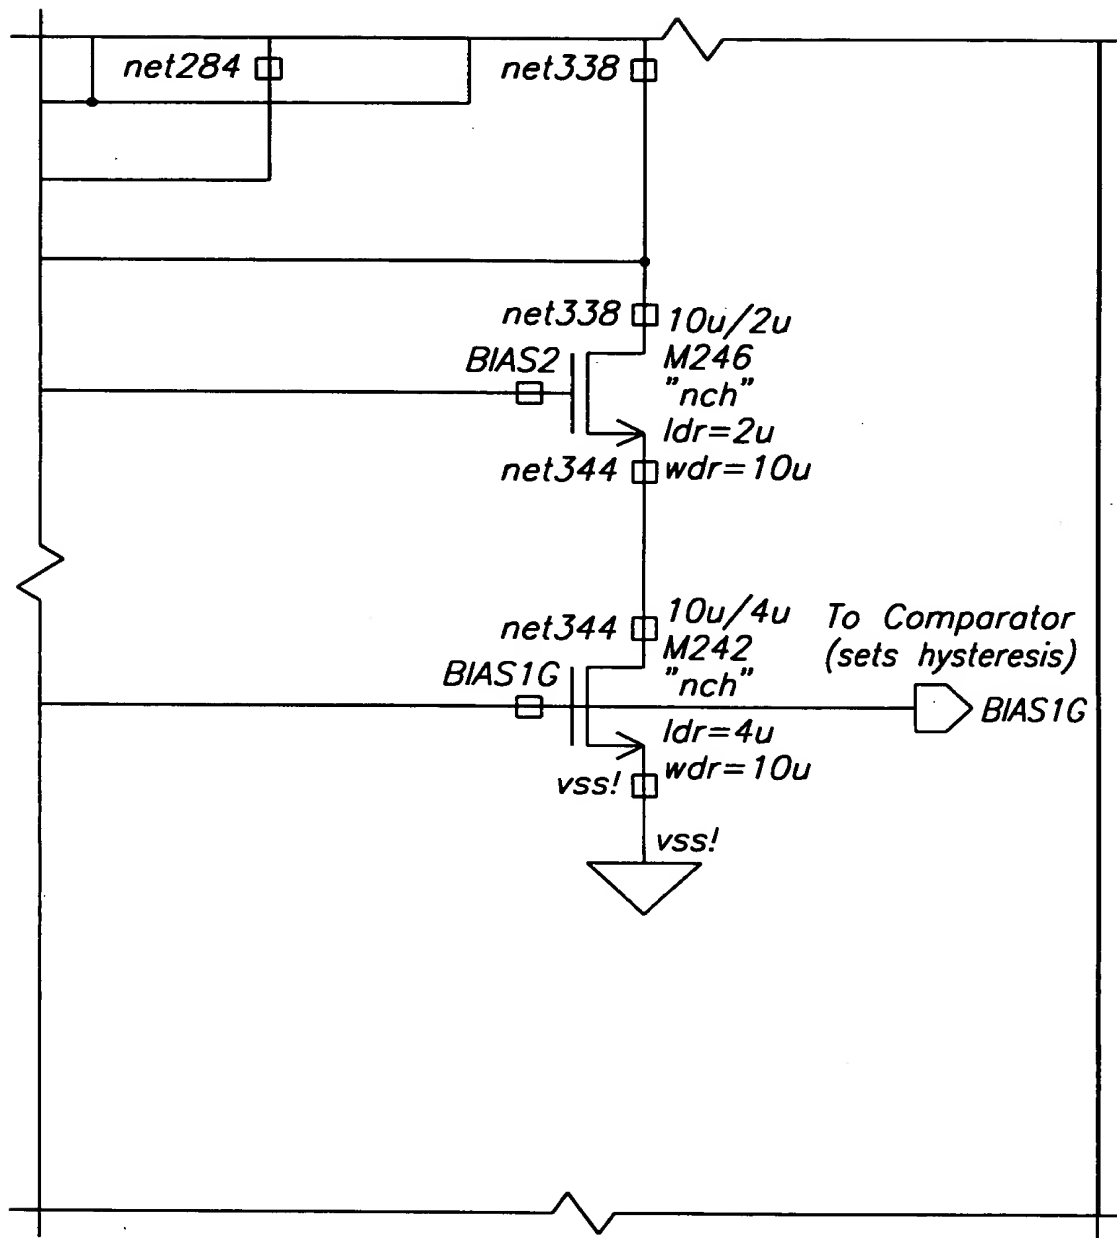 net284
net338
net338
10u/2u
BIAS2
M246
"nch"
ldr=2u
net344
wdr=10u
net344
10u/4u
To Comparator
(sets hysteresis)
M242
BIAS1G
"nch"
BIAS1G
ldr=4u
wdr=10u
vss!
vss!